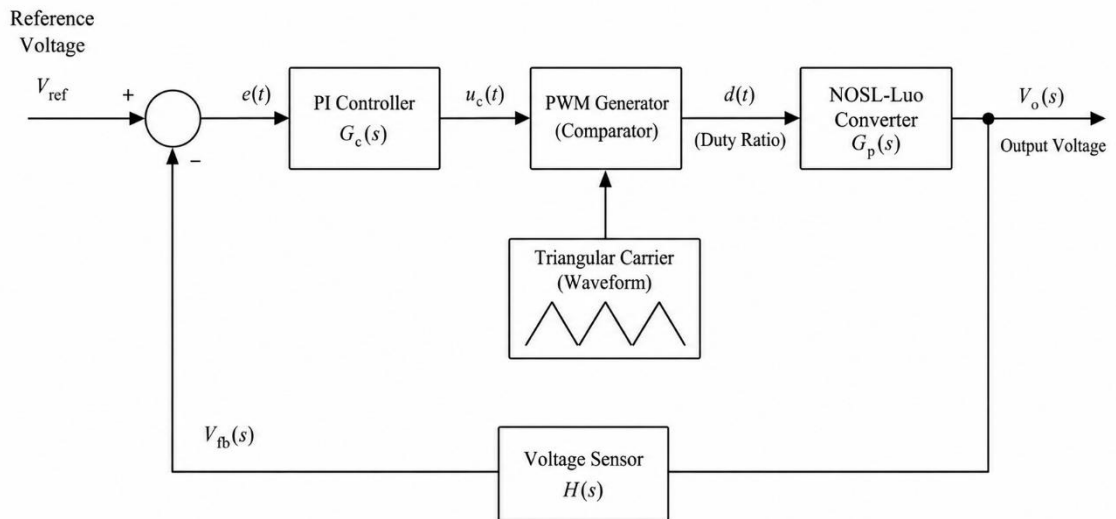 Reference
Voltage
V_ref
+
−
e(t)
PI Controller
G_c(s)
u_c(t)
PWM Generator
(Comparator)
d(t)
(Duty Ratio)
NOSL-Luo
Converter
G_p(s)
V_o(s)
Output Voltage
Triangular Carrier
(Waveform)
V_fb(s)
Voltage Sensor
H(s)